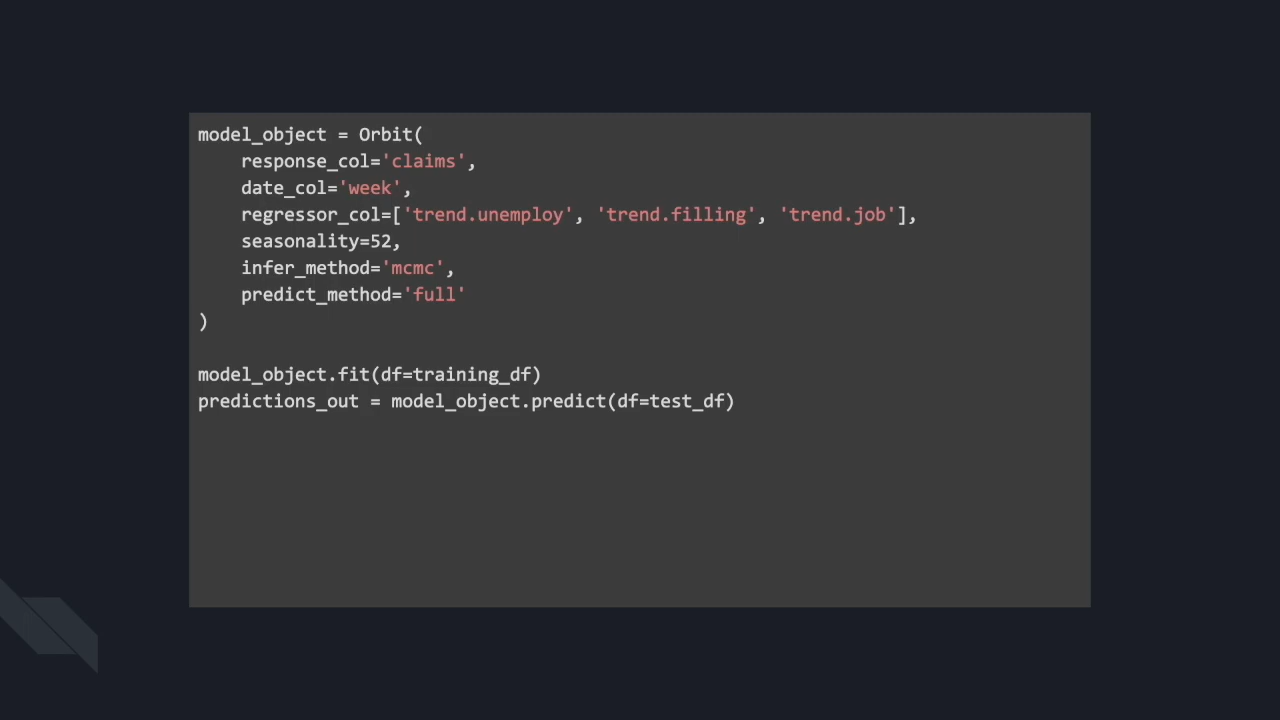 model_object = Orbit(
    response_col='claims',
    date_col='week',
    regressor_col=['trend.unemploy', 'trend.filling', 'trend.job'],
    seasonality=52,
    infer_method='mcmc',
    predict_method='full'
)

model_object.fit(df=training_df)
predictions_out = model_object.predict(df=test_df)